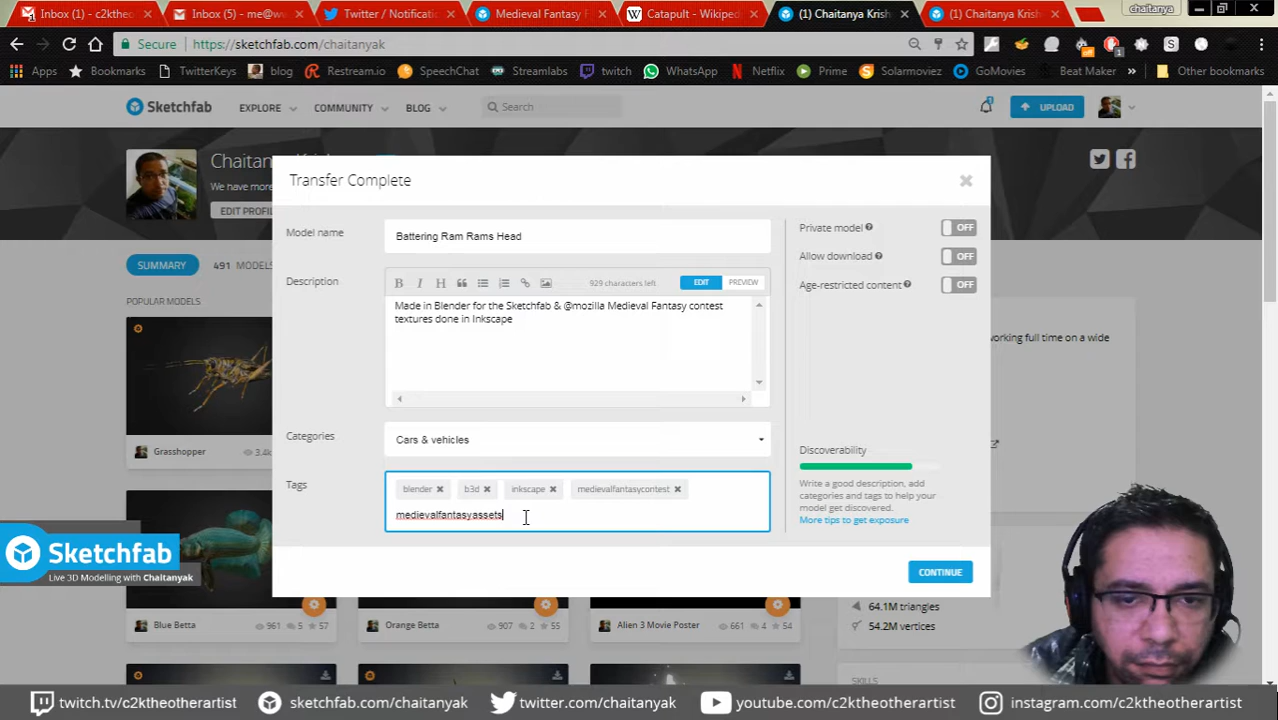 chaitanya
Inbox (1) - c2kthe
Inbox (5) - me@ww
Twitter / Notificati
Medieval Fantasy F
Catapult - Wikiped
(1) Chaitanya Krish
(1) Chaitanya Krish
Secure
https://sketchfab.com/chaitanyak
Apps
Bookmarks
TwitterKeys
blog
Restream.io
SpeechChat
Streamlabs
twitch
WhatsApp
Netflix
Prime
Solarmoviez
GoMovies
Beat Maker
»
Other bookmarks
Sketchfab
EXPLORE
COMMUNITY
BLOG
Search
UPLOAD
Chaitan
We have more
EDIT PROFIL
SUMMARY
491 MODELS
POPULAR MODELS
Transfer Complete
Model name
Battering Ram Rams Head
Description
B I H
929 characters left
EDIT
PREVIEW
Made in Blender for the Sketchfab & @mozilla Medieval Fantasy contest
textures done in Inkscape
Categories
Cars & vehicles
Tags
blender
b3d
inkscape
medievalfantasycontest
medievalfantasyassets
Private model
OFF
Allow download
OFF
Age-restricted content
OFF
Discoverability
Write a good description, add
categories and tags to help your
model get discovered.
More tips to get exposure
CONTINUE
working full time on a wide
Grasshopper
3.4k
Blue Betta
961
5
57
Orange Betta
907
2
55
Alien 3 Movie Poster
661
4
54
64.1M triangles
54.2M vertices
SKILLS
Sketchfab
Live 3D Modelling with Chaitanyak
twitch.tv/c2ktheotherartist
sketchfab.com/chaitanyak
twitter.com/chaitanyak
youtube.com/c2ktheotherartist
instagram.com/c2ktheotherartist